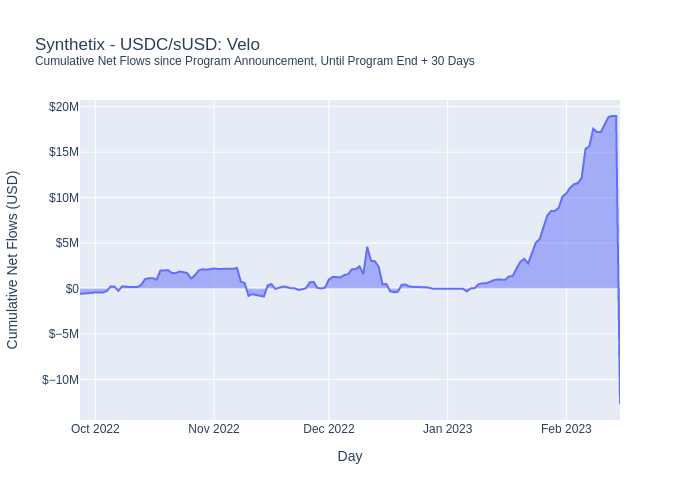 Synthetix - USDC/sUSD: Velo
Cumulative Net Flows since Program Announcement, Until Program End + 30 Days
Cumulative Net Flows (USD)
$20M
$15M
$10M
$5M
$0
$−5M
$−10M
Oct 2022
Nov 2022
Dec 2022
Jan 2023
Feb 2023
Day